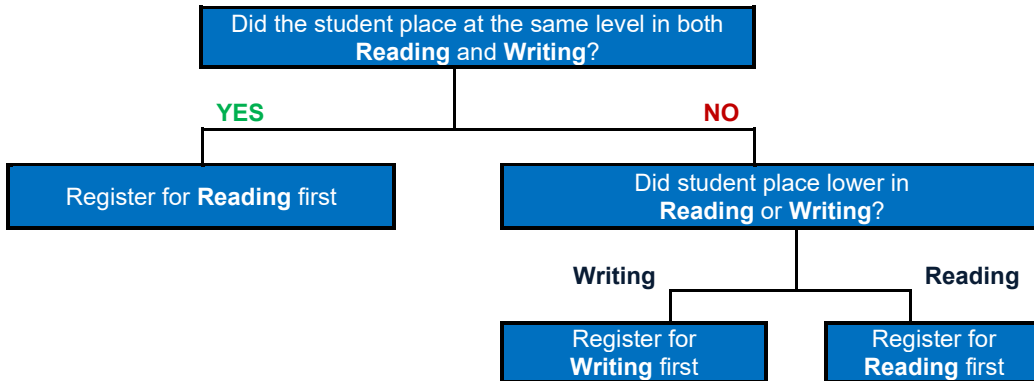 Did the student place at the same level in both
Reading and Writing?
YES
NO
Register for Reading first
Did student place lower in
Reading or Writing?
Writing
Reading
Register for
Writing first
Register for
Reading first